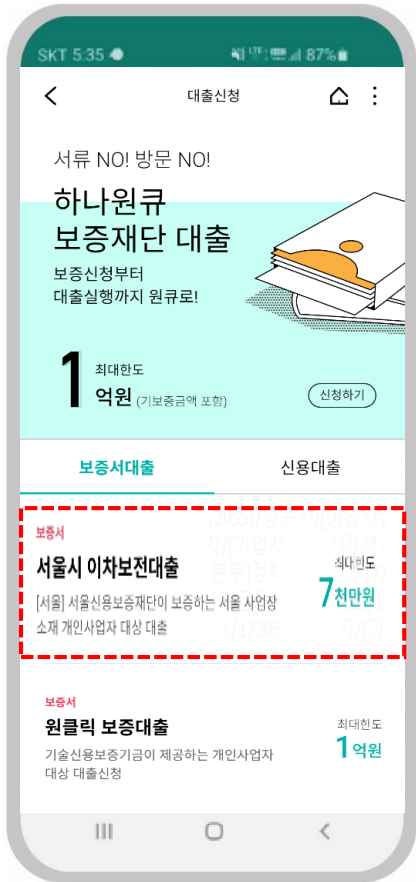 SKT 5:35 87%
대출신청
서류 NO! 방문 NO!
하나원큐
보증재단 대출
보증신청부터
대출실행까지 원큐로!
최대한도
1억원 (기보증금액 포함)
신청하기
보증서대출 신용대출
보증서
서울시 이차보전대출
최대한도
7천만원
[서울] 서울신용보증재단이 보증하는 서울 사업장
소재 개인사업자 대상 대출
보증서
원클릭 보증대출
최대한도
1억원
기술신용보증기금이 제공하는 개인사업자
대상 대출신청